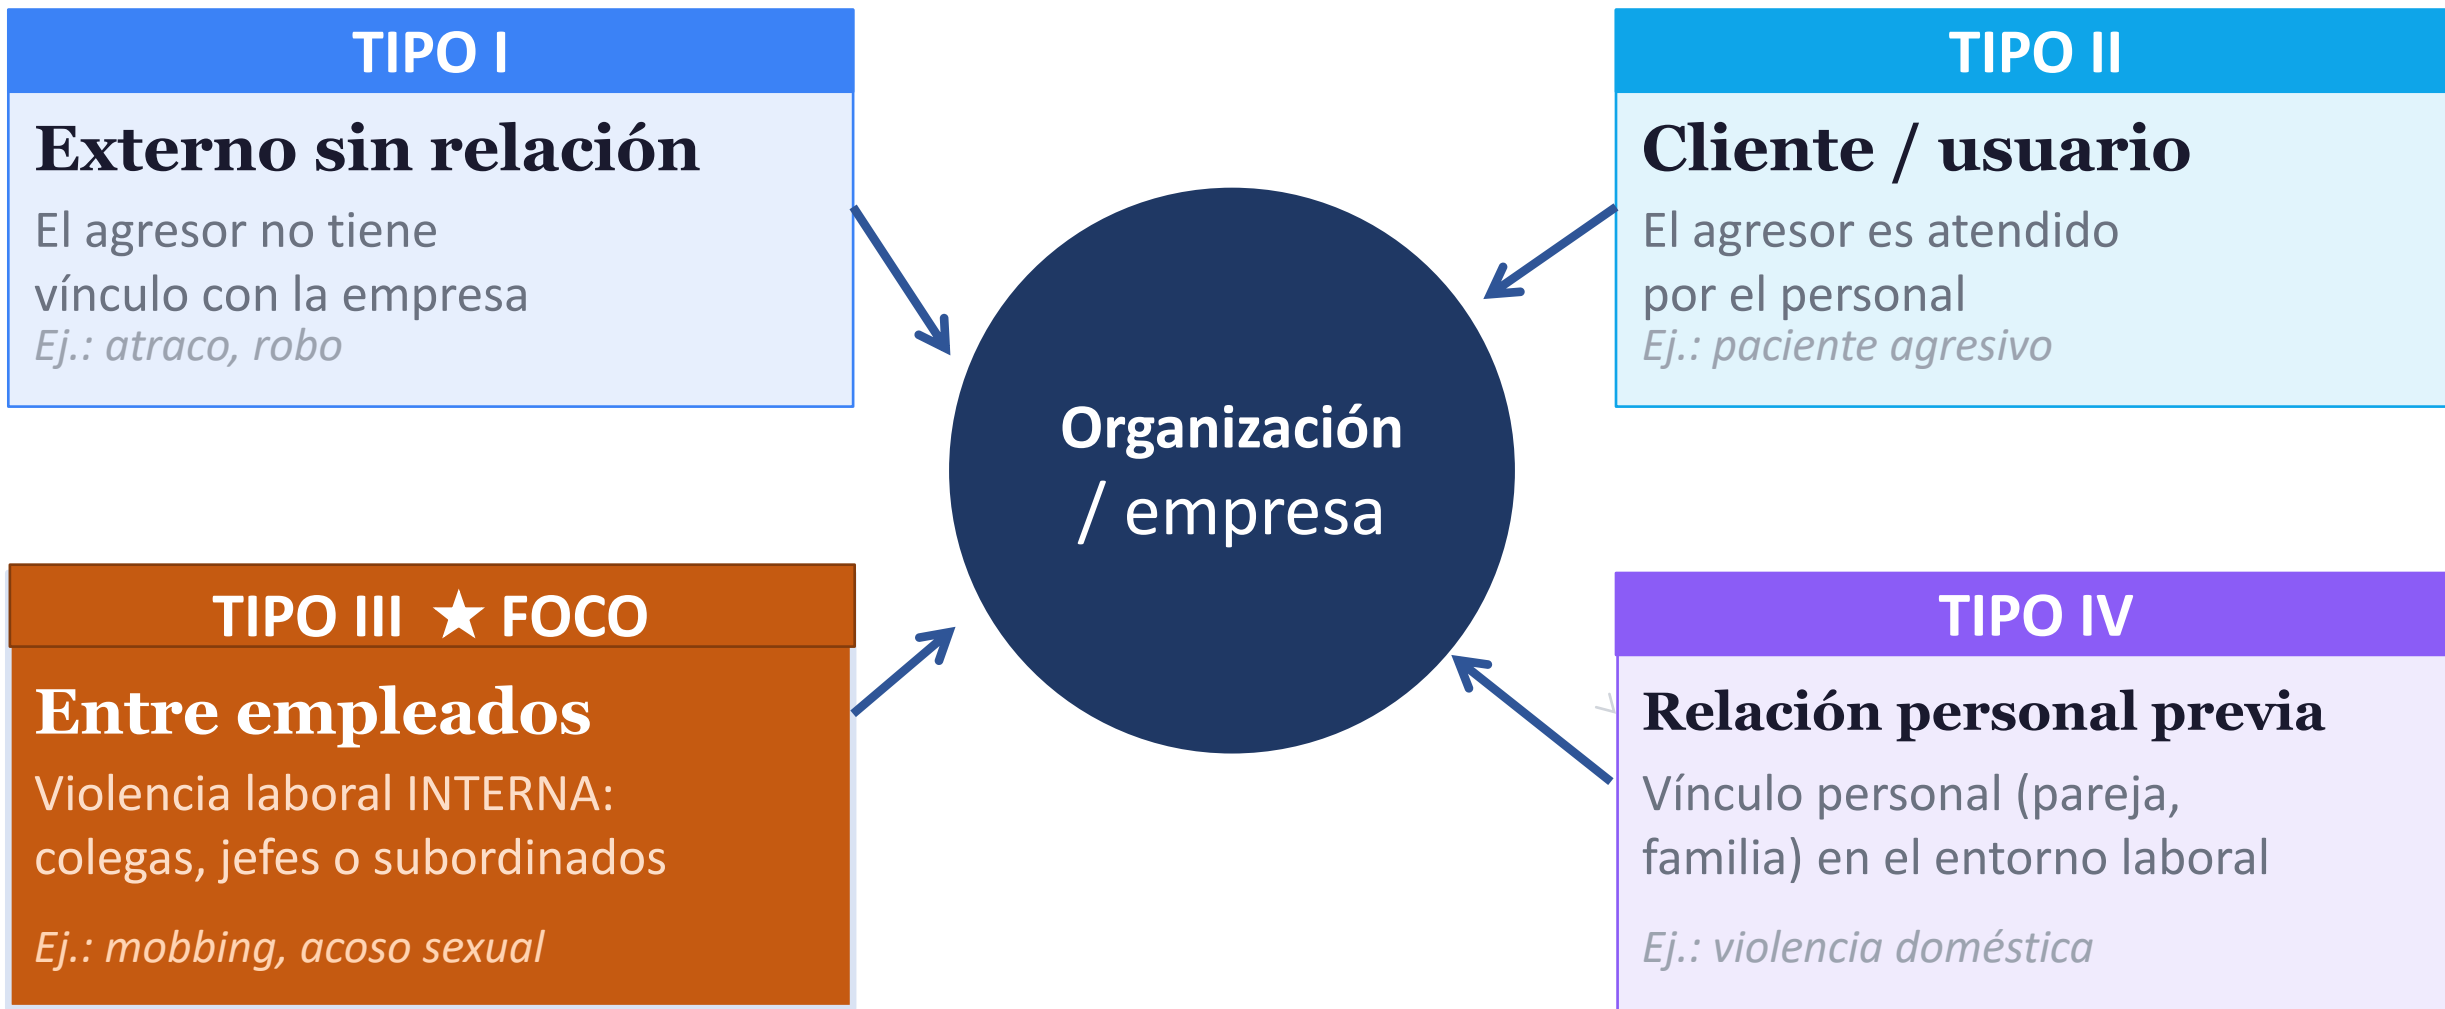 TIPO I
Externo sin relación
El agresor no tiene
vínculo con la empresa
Ej.: atraco, robo
TIPO II
Cliente / usuario
El agresor es atendido
por el personal
Ej.: paciente agresivo
Organización
/ empresa
TIPO III ★ FOCO
Entre empleados
Violencia laboral INTERNA:
colegas, jefes o subordinados
Ej.: mobbing, acoso sexual
TIPO IV
Relación personal previa
Vínculo personal (pareja,
familia) en el entorno laboral
Ej.: violencia doméstica